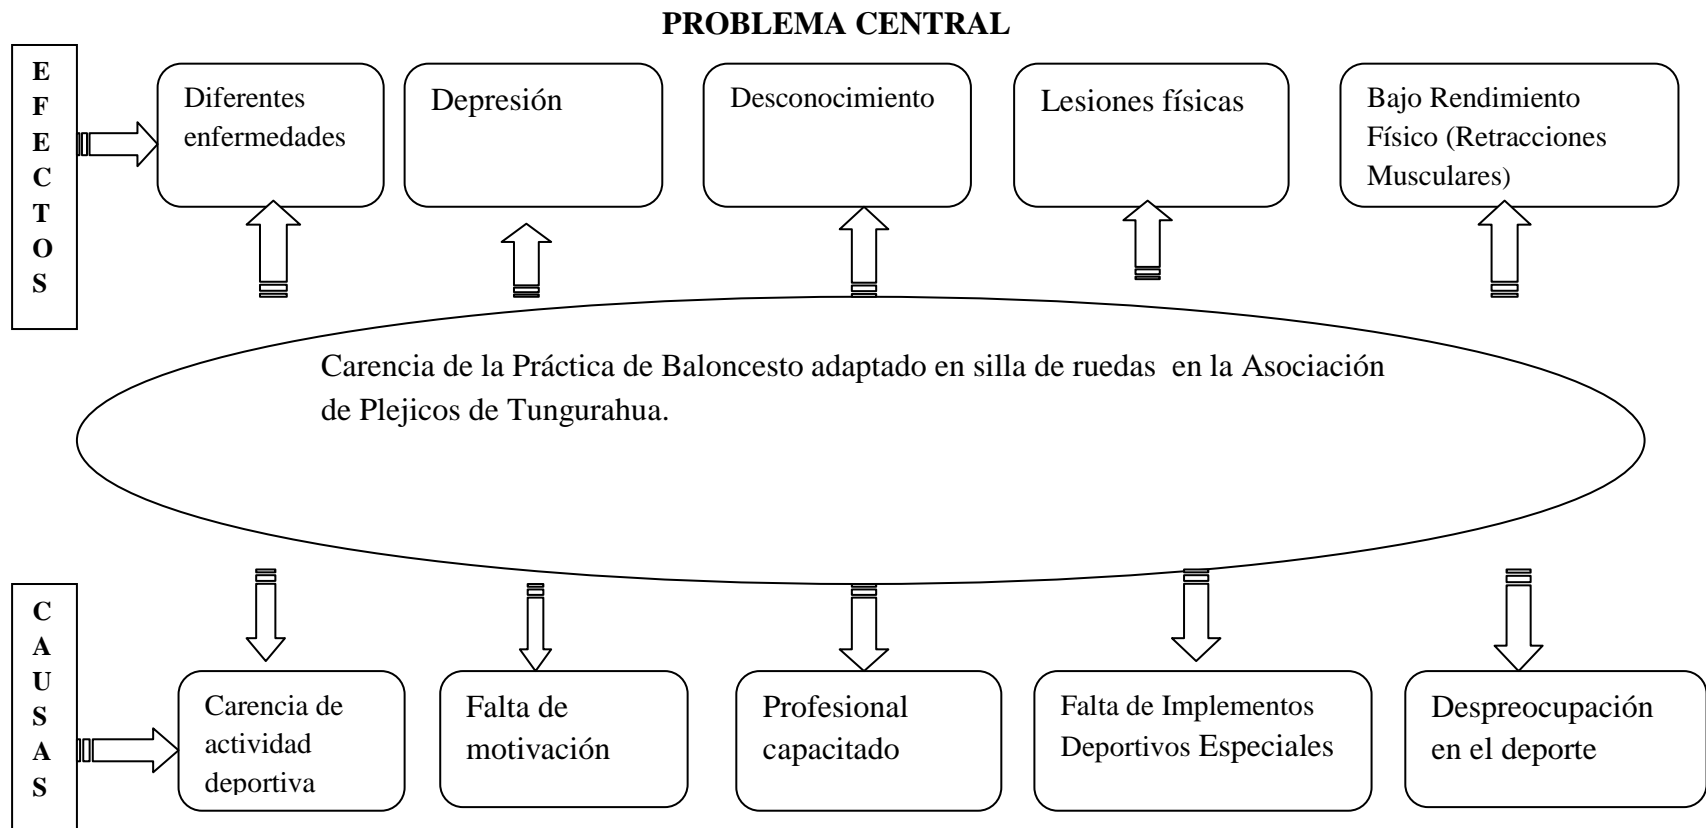 PROBLEMA CENTRAL
E
F
E
C
T
O
S
Diferentes
enfermedades
Depresión
Desconocimiento
Lesiones físicas
Bajo Rendimiento
Físico (Retracciones
Musculares)
Carencia de la Práctica de Baloncesto adaptado en silla de ruedas en la Asociación
de Plejicos de Tungurahua.
C
A
U
S
A
S
Carencia de
actividad
deportiva
Falta de
motivación
Profesional
capacitado
Falta de Implementos
Deportivos Especiales
Despreocupación
en el deporte